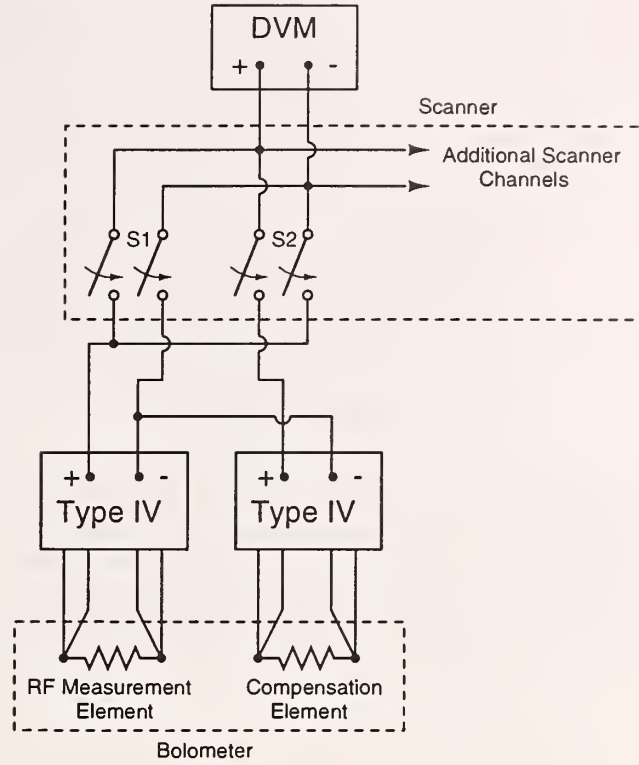 DVM
+ -
Scanner
Additional Scanner
Channels
S1 S2
+ - + -
Type IV Type IV
RF Measurement
Element
Compensation
Element
Bolometer